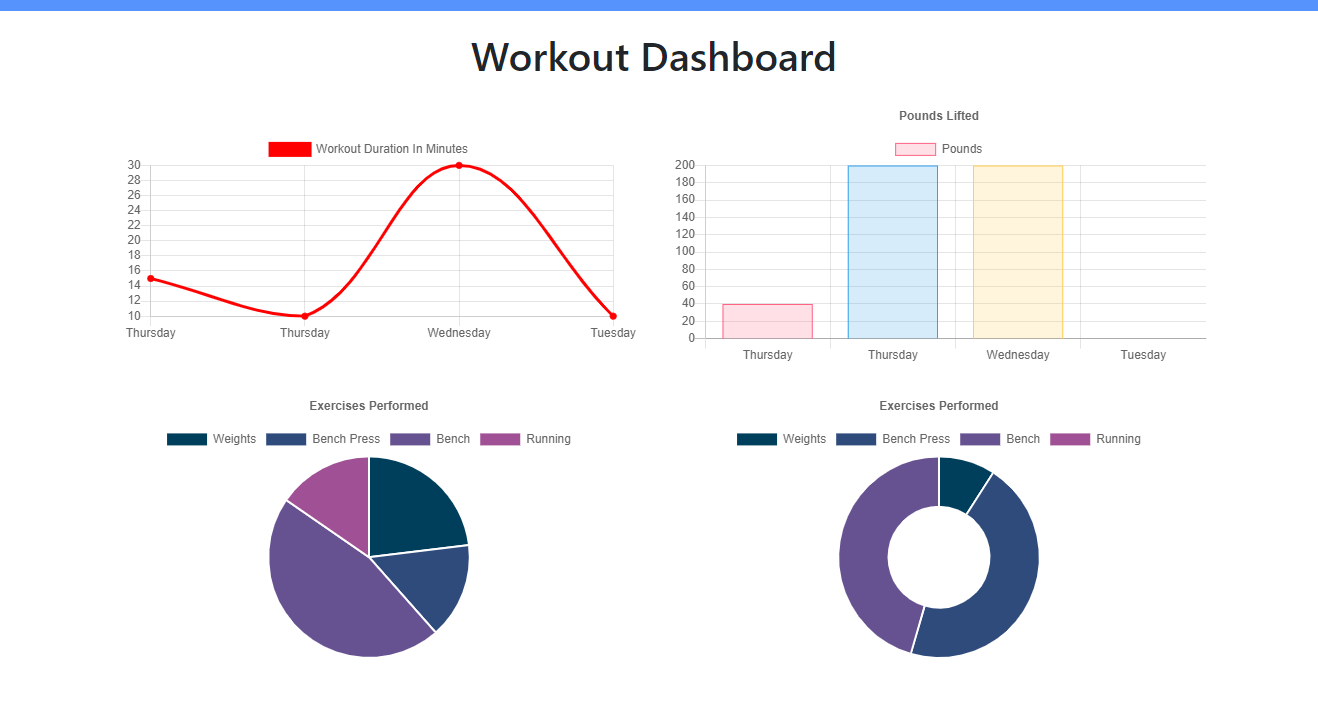 Workout Dashboard
Workout Duration In Minutes
30
28
26
24
22
20
18
16
14
12
10
Thursday Thursday Wednesday Tuesday
Pounds Lifted
Pounds
200
180
160
140
120
100
80
60
40
20
0
Thursday Thursday Wednesday Tuesday
Exercises Performed
Weights Bench Press Bench Running
Exercises Performed
Weights Bench Press Bench Running